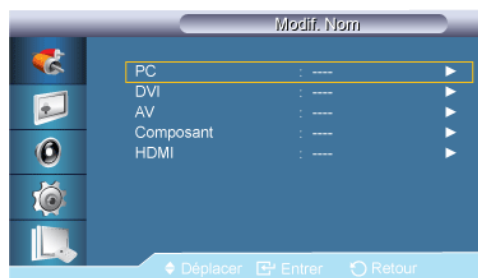 Modif. Nom
PC : ---- ►
DVI : ---- ►
AV : ---- ►
Composant : ---- ►
HDMI : ---- ►
Déplacer Entrer Retour